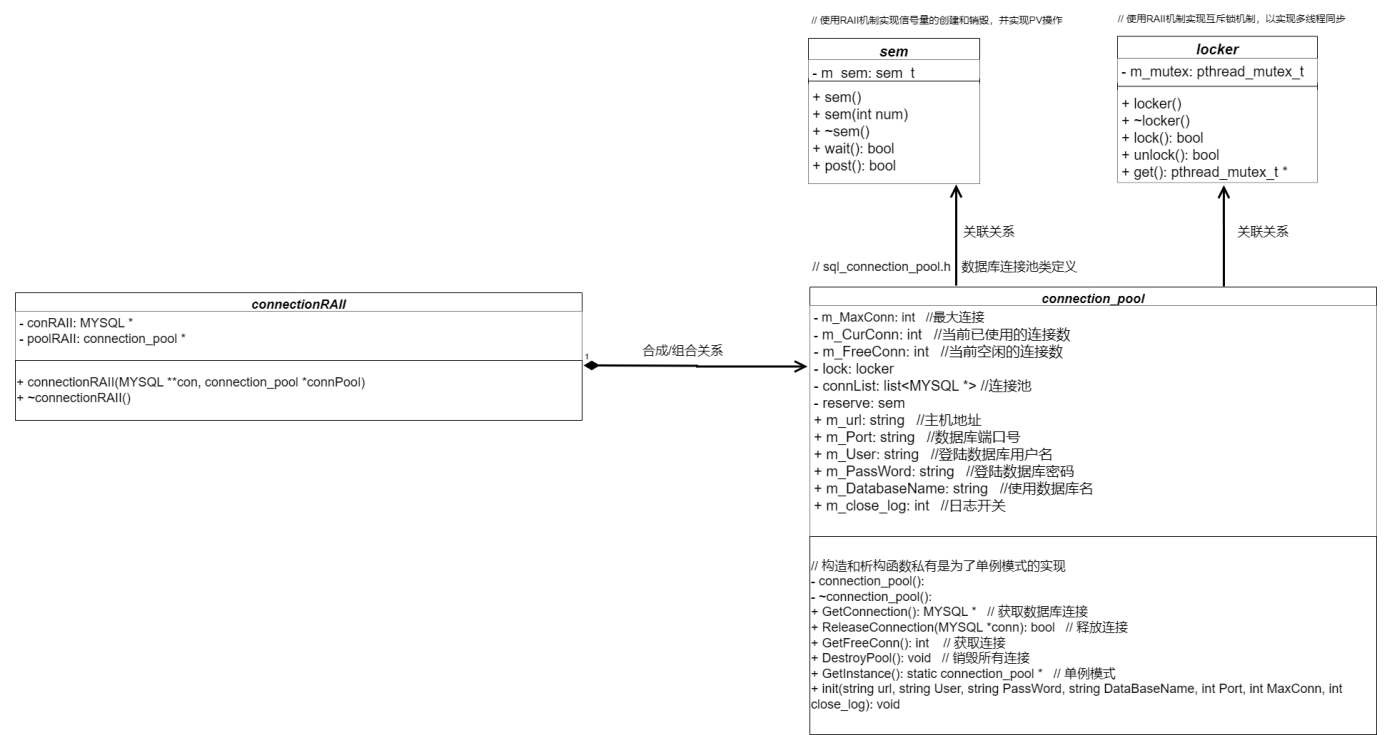 // 使用RAII机制实现信号量的创建和销毁，并实现PV操作
sem
- m_sem: sem_t
+ sem()
+ sem(int num)
+ ~sem()
+ wait(): bool
+ post(): bool
// 使用RAII机制实现互斥锁机制，以实现多线程同步
locker
- m_mutex: pthread_mutex_t
+ locker()
+ ~locker()
+ lock(): bool
+ unlock(): bool
+ get(): pthread_mutex_t *
关联关系
关联关系
// sql_connection_pool.h 数据库连接池类定义
connectionRAII
- conRAII: MYSQL *
- poolRAII: connection_pool *
+ connectionRAII(MYSQL **con, connection_pool *connPool)
+ ~connectionRAII()
1
合成/组合关系
connection_pool
- m_MaxConn: int //最大连接
- m_CurConn: int //当前已使用的连接数
- m_FreeConn: int //当前空闲的连接数
- lock: locker
- connList: list<MYSQL *> //连接池
- reserve: sem
+ m_url: string //主机地址
+ m_Port: string //数据库端口号
+ m_User: string //登陆数据库用户名
+ m_PassWord: string //登陆数据库密码
+ m_DatabaseName: string //使用数据库名
+ m_close_log: int //日志开关
// 构造和析构函数私有是为了单例模式的实现
- connection_pool():
- ~connection_pool():
+ GetConnection(): MYSQL * // 获取数据库连接
+ ReleaseConnection(MYSQL *conn): bool // 释放连接
+ GetFreeConn(): int // 获取连接
+ DestroyPool(): void // 销毁所有连接
+ GetInstance(): static connection_pool * // 单例模式
+ init(string url, string User, string PassWord, string DataBaseName, int Port, int MaxConn, int
close_log): void